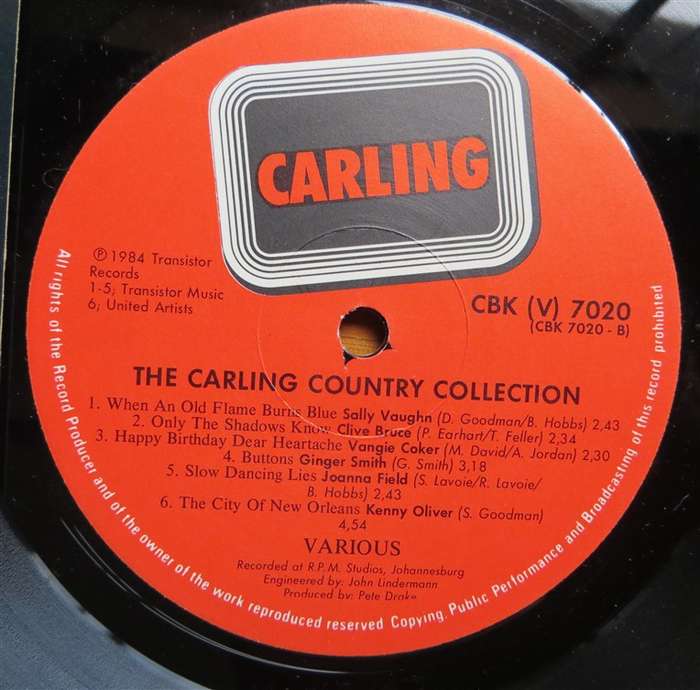 CARLING
℗ 1984 Transistor
Records
1-5; Transistor Music
6; United Artists
CBK (V) 7020
(CBK 7020 - B)
THE CARLING COUNTRY COLLECTION
1. When An Old Flame Burns Blue Sally Vaughn (D. Goodman/B. Hobbs) 2,43
2. Only The Shadows Know Clive Bruce (P. Earhart/T. Feller) 2,34
3. Happy Birthday Dear Heartache Vangie Coker (M. David/A. Jordan) 2,30
4. Buttons Ginger Smith (G. Smith) 3,18
5. Slow Dancing Lies Joanna Field (S. Lavoie/R. Lavoie/
B. Hobbs) 2,43
6. The City Of New Orleans Kenny Oliver (S. Goodman)
4,54
VARIOUS
Recorded at R.P.M. Studios, Johannesburg
Engineered by: John Lindermann
Produced by: Pete Drake
All rights of the Record Producer and of the owner of the work reproduced reserved Copying, Public Performance and Broadcasting of this record prohibited